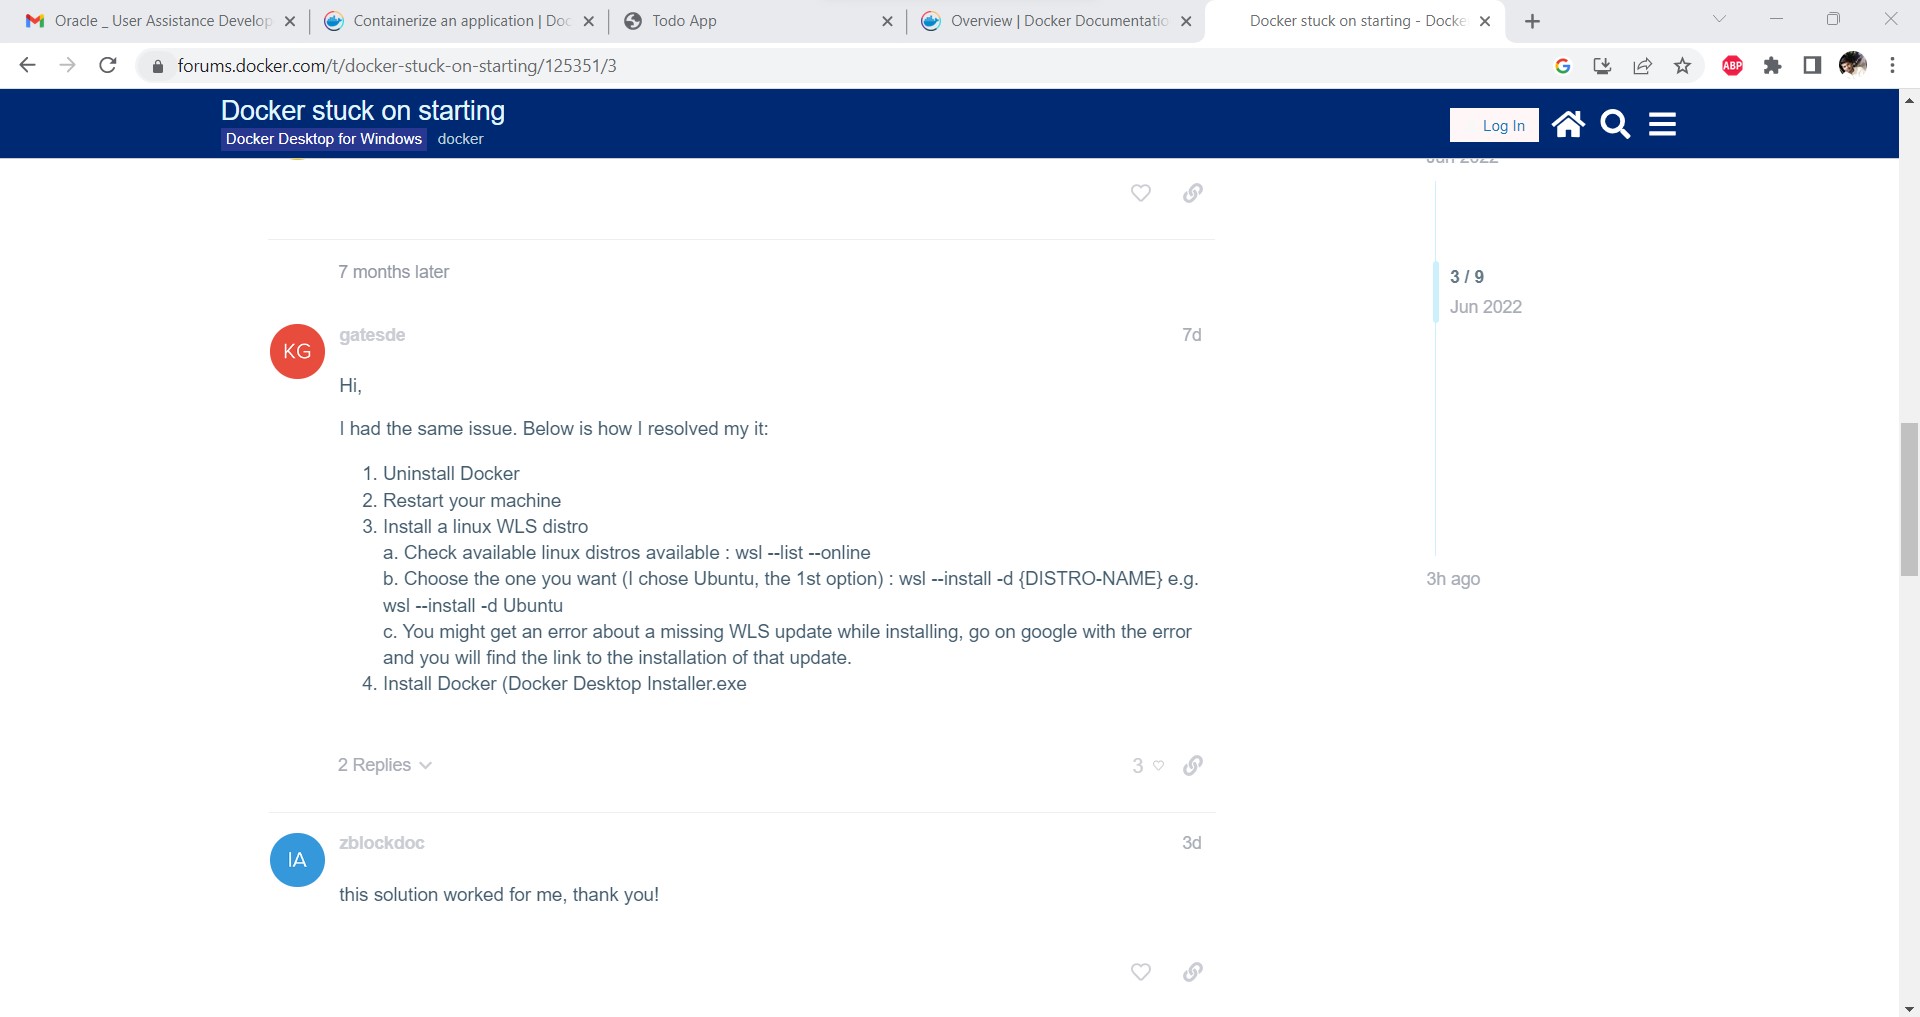 Oracle _ User Assistance Develop
Containerize an application | Doc
Todo App
Overview | Docker Documentatio
Docker stuck on starting - Docke
forums.docker.com/t/docker-stuck-on-starting/125351/3
ABP
Docker stuck on starting
Docker Desktop for Windows docker
Log In
Jun 2022
7 months later
3 / 9
Jun 2022
KG
gatesde
7d
Hi,
I had the same issue. Below is how I resolved my it:
1. Uninstall Docker
2. Restart your machine
3. Install a linux WLS distro
a. Check available linux distros available : wsl --list --online
b. Choose the one you want (I chose Ubuntu, the 1st option) : wsl --install -d {DISTRO-NAME} e.g.
wsl --install -d Ubuntu
c. You might get an error about a missing WLS update while installing, go on google with the error
and you will find the link to the installation of that update.
4. Install Docker (Docker Desktop Installer.exe
3h ago
2 Replies
3
IA
zblockdoc
3d
this solution worked for me, thank you!